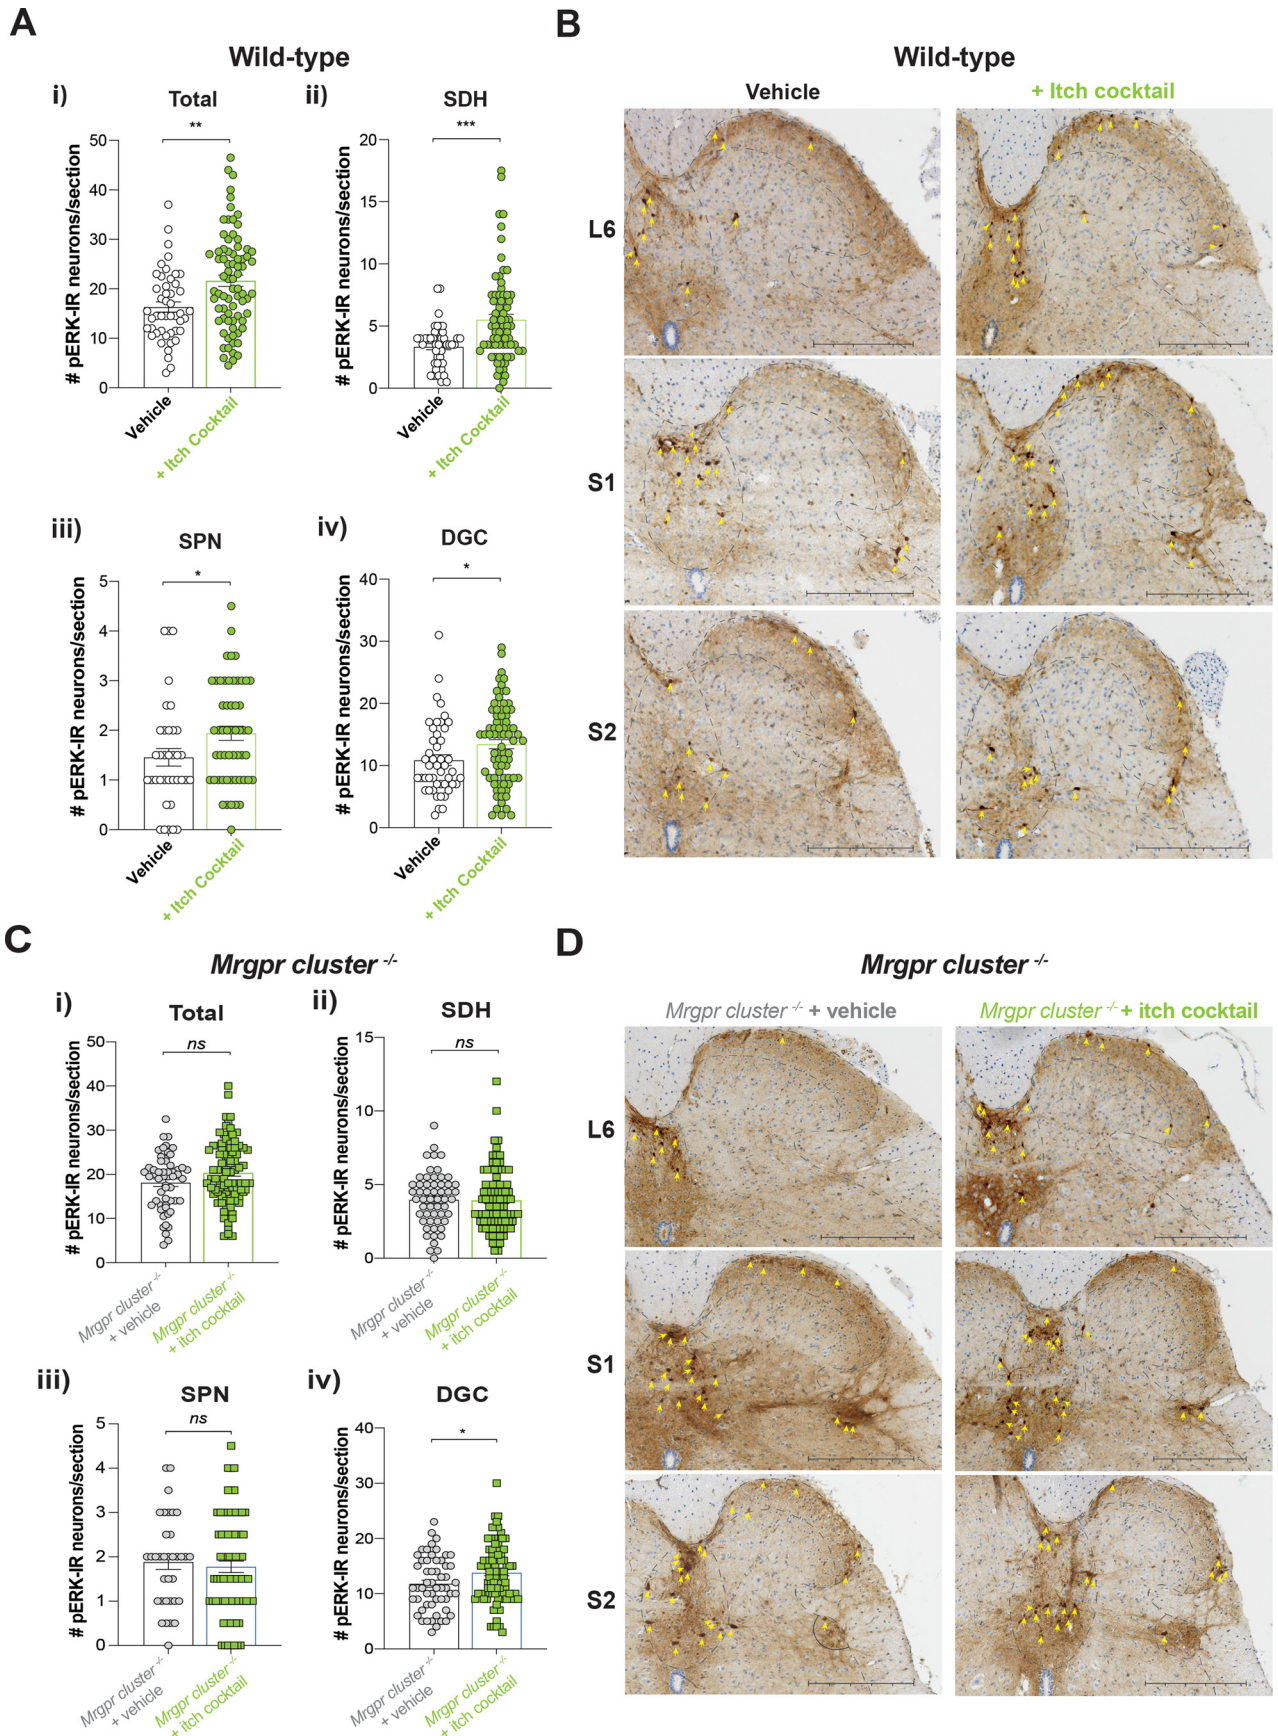 A
Wild-type
i)
Total
**
# pERK-IR neurons/section
50
40
30
20
10
0
Vehicle
+ Itch Cocktail
ii)
SDH
***
# pERK-IR neurons/section
20
15
10
5
0
Vehicle
+ Itch Cocktail
iii)
SPN
*
# pERK-IR neurons/section
5
4
3
2
1
0
Vehicle
+ Itch Cocktail
iv)
DGC
*
# pERK-IR neurons/section
40
30
20
10
0
Vehicle
+ Itch Cocktail
B
Wild-type
Vehicle
+ Itch cocktail
L6
S1
S2
C
Mrgpr cluster -/-
i)
Total
ns
# pERK-IR neurons/section
50
40
30
20
10
0
Mrgpr cluster -/-
+ vehicle
Mrgpr cluster -/-
+ itch cocktail
ii)
SDH
ns
# pERK-IR neurons/section
15
10
5
0
Mrgpr cluster -/-
+ vehicle
Mrgpr cluster -/-
+ itch cocktail
iii)
SPN
ns
# pERK-IR neurons/section
5
4
3
2
1
0
Mrgpr cluster -/-
+ vehicle
Mrgpr cluster -/-
+ itch cocktail
iv)
DGC
*
# pERK-IR neurons/section
40
30
20
10
0
Mrgpr cluster -/-
+ vehicle
Mrgpr cluster -/-
+ itch cocktail
D
Mrgpr cluster -/-
Mrgpr cluster -/- + vehicle
Mrgpr cluster -/- + itch cocktail
L6
S1
S2